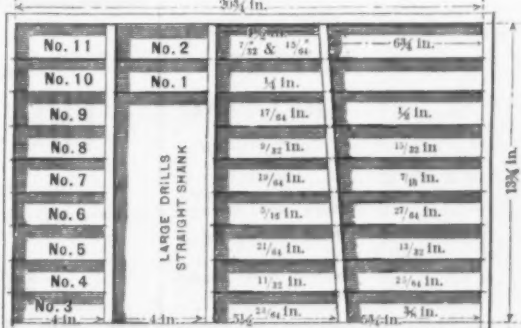 20¾ in.
No. 11
No. 2
7/32" & 15/64"
6¾ in.
No. 10
No. 1
¼ in.
No. 9
17/64 in.
½ in.
No. 8
9/32 in.
15/32 in
No. 7
19/64 in.
7/16 in.
No. 6
5/16 in.
27/64 in.
No. 5
21/64 in.
13/32 in.
No. 4
11/32 in.
25/64 in.
No. 3
23/64 in.
⅜ in.
LARGE DRILLS
STRAIGHT SHANK
4 in.
4 in.
13¾ in.